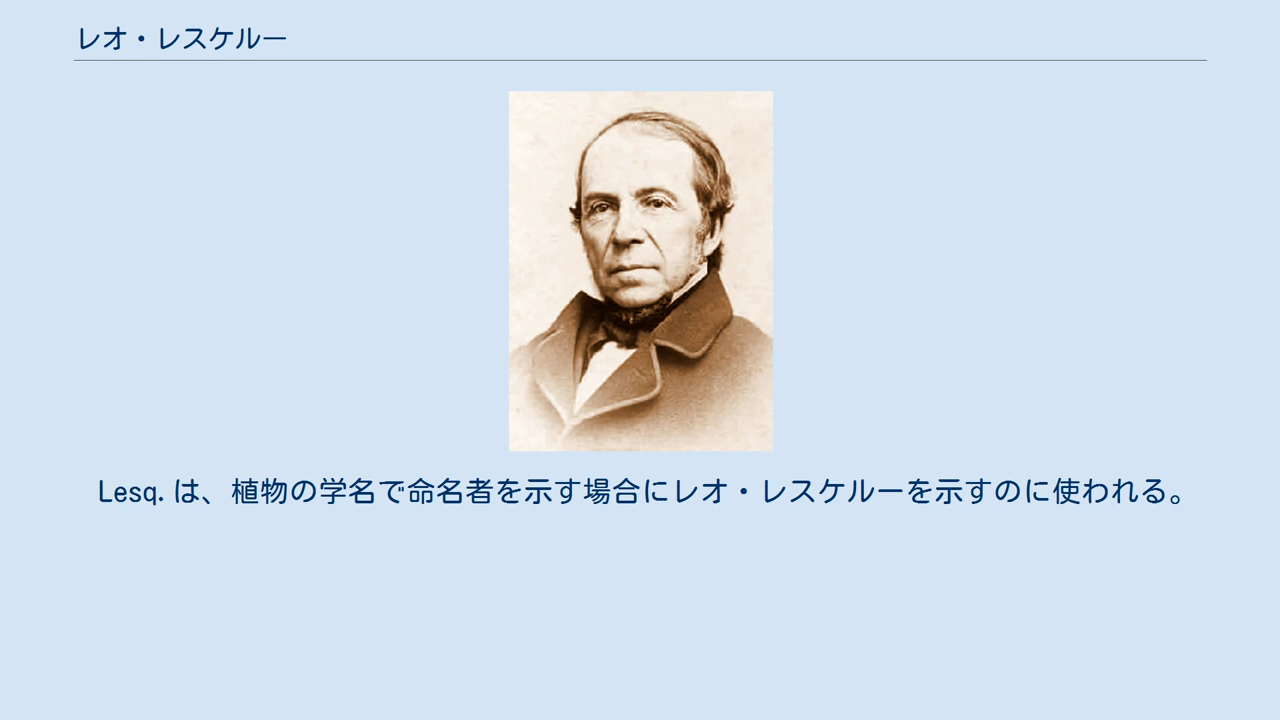 レオ・レスケルー
Lesq. は、植物の学名で命名者を示す場合にレオ・レスケルーを示すのに使われる。